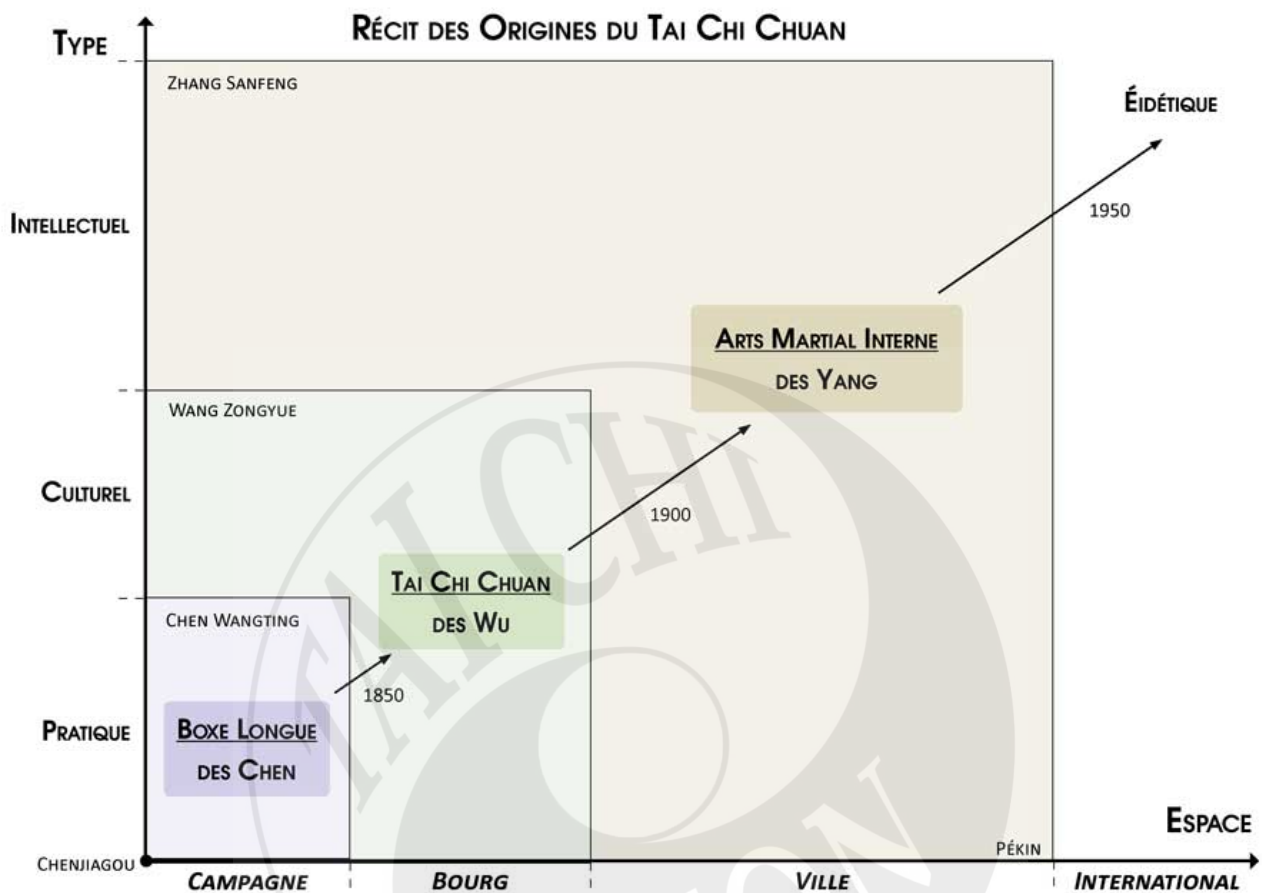 RÉCIT DES ORIGINES DU TAI CHI CHUAN
TYPE
ZHANG SANFENG
ÉIDÉTIQUE
INTELLECTUEL
1950
ARTS MARTIAL INTERNE
DES YANG
WANG ZONGYUE
CULTUREL
1900
TAI CHI CHUAN
DES WU
CHEN WANGTING
1850
PRATIQUE
BOXE LONGUE
DES CHEN
ESPACE
PÉKIN
CHENJIAGOU
CAMPAGNE
BOURG
VILLE
INTERNATIONAL
TAI CHI